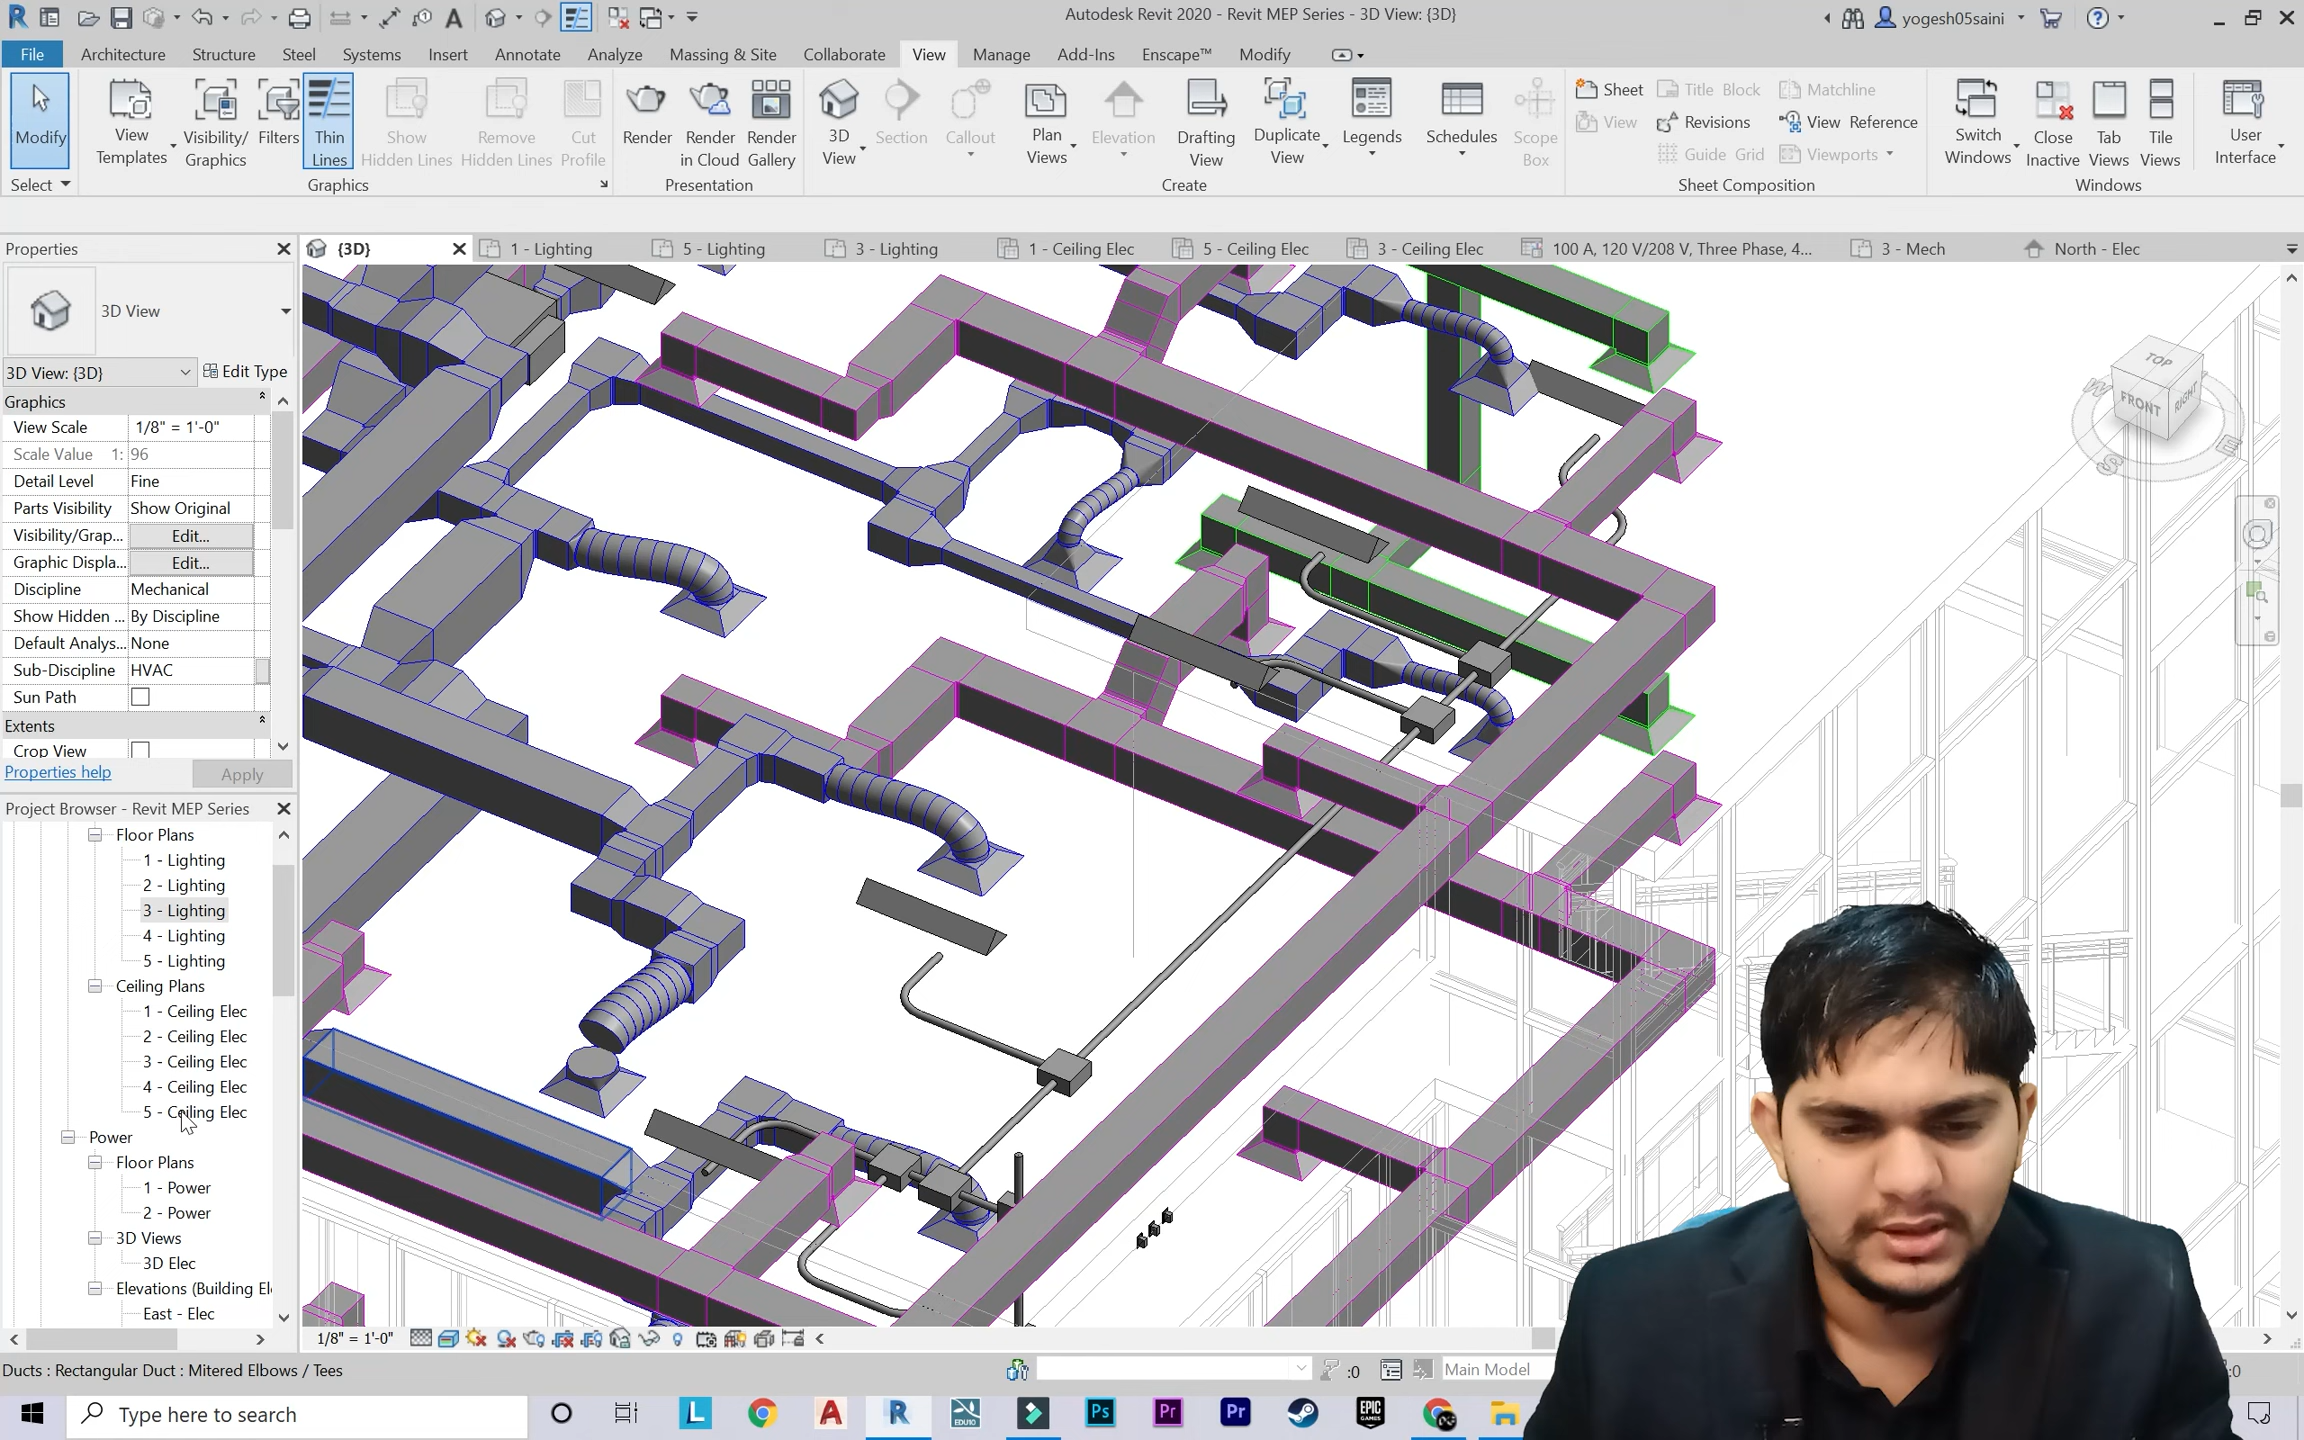 Autodesk Revit 2020 - Revit MEP Series - 3D View: {3D}
yogesh05saini
File Architecture Structure Steel Systems Insert Annotate Analyze Massing & Site Collaborate View Manage Add-Ins Enscape™ Modify
Modify
View Templates
Visibility/ Graphics
Filters
Thin Lines
Show Hidden Lines
Remove Hidden Lines
Cut Profile
Render
Render in Cloud
Render Gallery
3D View
Section
Callout
Plan Views
Elevation
Drafting View
Duplicate View
Legends
Schedules
Scope Box
Sheet
Title Block
Matchline
View
Revisions
View Reference
Guide Grid
Viewports
Switch Windows
Close Inactive
Tab Views
Tile Views
User Interface
Select
Graphics
Presentation
Create
Sheet Composition
Windows
{3D}
1 - Lighting
5 - Lighting
3 - Lighting
1 - Ceiling Elec
5 - Ceiling Elec
3 - Ceiling Elec
100 A, 120 V/208 V, Three Phase, 4...
3 - Mech
North - Elec
Properties
3D View
3D View: {3D}
Edit Type
Graphics
View Scale 1/8" = 1'-0"
Scale Value 1: 96
Detail Level Fine
Parts Visibility Show Original
Visibility/Grap... Edit...
Graphic Displa... Edit...
Discipline Mechanical
Show Hidden ... By Discipline
Default Analys... None
Sub-Discipline HVAC
Sun Path
Extents
Crop View
Properties help
Apply
Project Browser - Revit MEP Series
Floor Plans
1 - Lighting
2 - Lighting
3 - Lighting
4 - Lighting
5 - Lighting
Ceiling Plans
1 - Ceiling Elec
2 - Ceiling Elec
3 - Ceiling Elec
4 - Ceiling Elec
5 - Ceiling Elec
Power
Floor Plans
1 - Power
2 - Power
3D Views
3D Elec
Elevations (Building El
East - Elec
TOP
FRONT
RIGHT
W
S
E
1/8" = 1'-0"
Ducts : Rectangular Duct : Mitered Elbows / Tees
:0
Main Model
:0
Type here to search
L
A
R
EDU10
Ps
Pr
Pr
EPIC GAMES